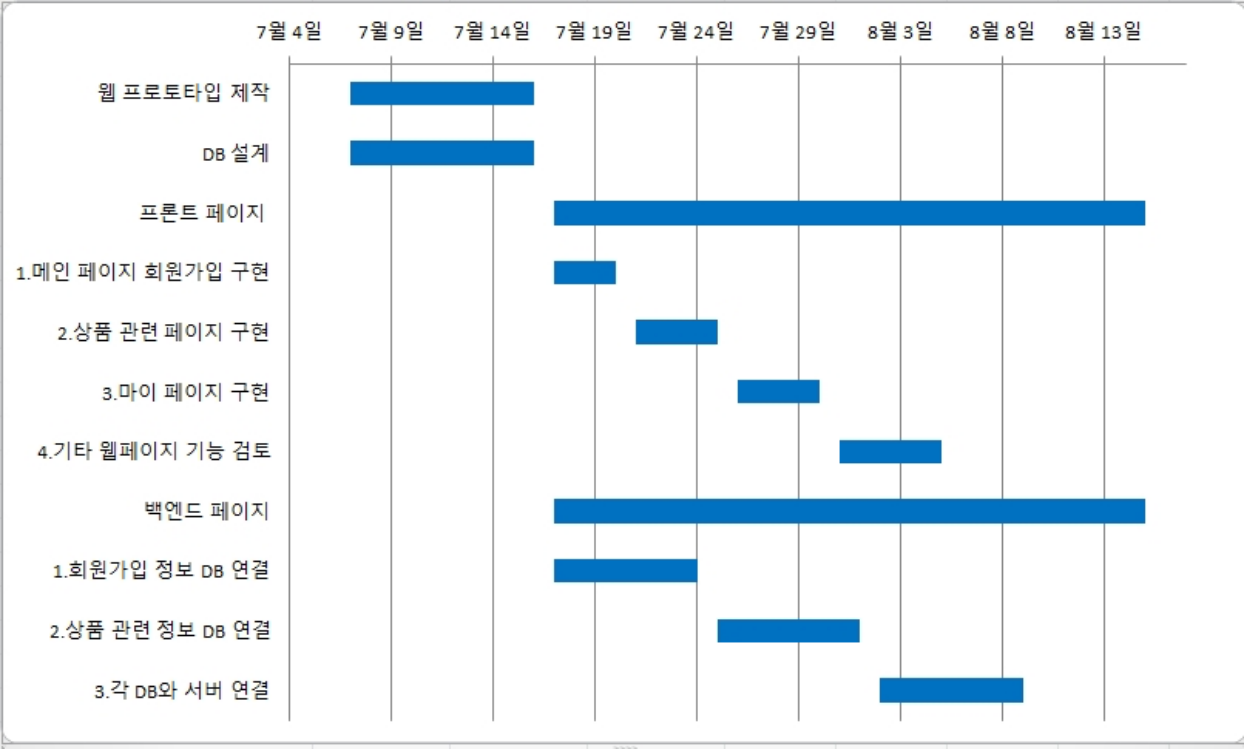 7월 4일 7월 9일 7월 14일 7월 19일 7월 24일 7월 29일 8월 3일 8월 8일 8월 13일
웹 프로토타입 제작
DB 설계
프론트 페이지
1.메인 페이지 회원가입 구현
2.상품 관련 페이지 구현
3.마이 페이지 구현
4.기타 웹페이지 기능 검토
백엔드 페이지
1.회원가입 정보 DB 연결
2.상품 관련 정보 DB 연결
3.각 DB와 서버 연결